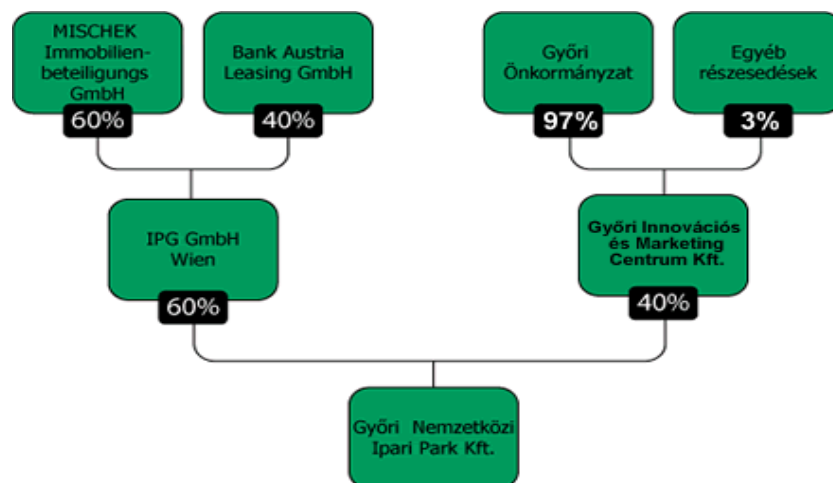 MISCHEK
Immobilien-
beteiligungs
GmbH
60%
Bank Austria
Leasing GmbH
40%
Győri
Önkormányzat
97%
Egyéb
részesedések
3%
IPG GmbH
Wien
60%
Győri Innovációs
és Marketing
Centrum Kft.
40%
Győri Nemzetközi
Ipari Park Kft.